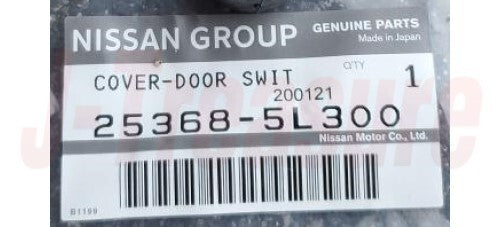 NISSAN GROUP
GENUINE PARTS
Made in Japan
COVER-DOOR SWIT
QTY
1
200121
25368-5L300
Nissan Motor Co., Ltd.
B1199
J-Treasure